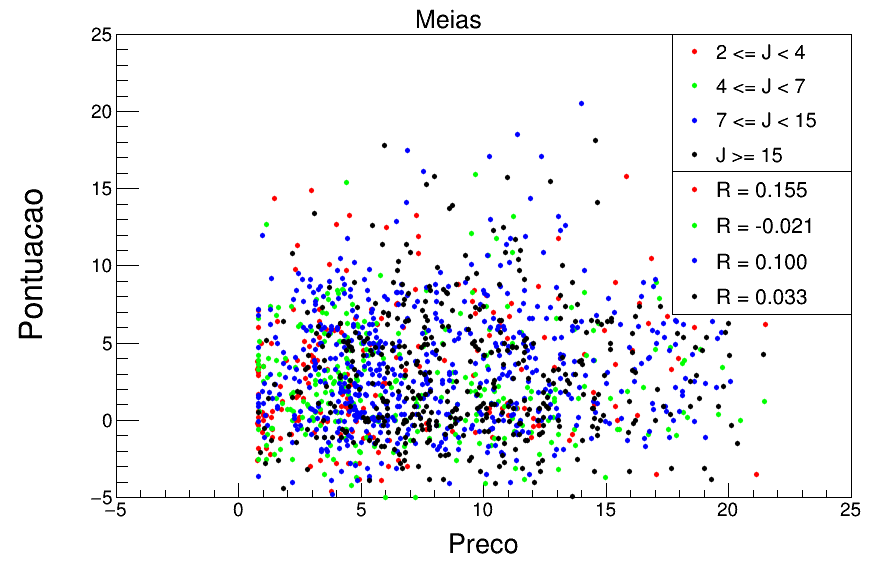 Meias
25
20
15
10
5
0
−5
Pontuacao
2 <= J < 4
4 <= J < 7
7 <= J < 15
J >= 15
R = 0.155
R = -0.021
R = 0.100
R = 0.033
−5 0 5 10 15 20 25
Preco